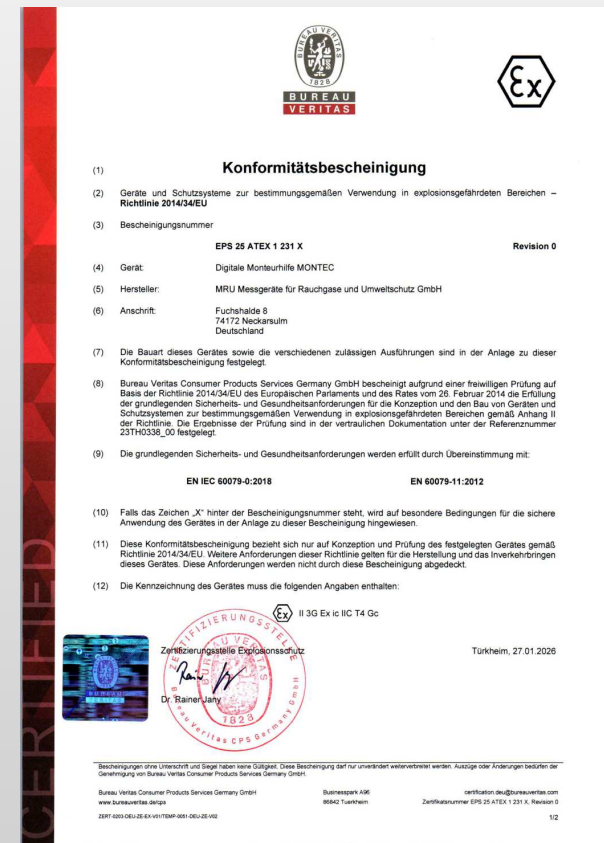 BUREAU VERITAS
1828
BUREAU
VERITAS
Ex
(1) Konformitätsbescheinigung
(2) Geräte und Schutzsysteme zur bestimmungsgemäßen Verwendung in explosionsgefährdeten Bereichen –
Richtlinie 2014/34/EU
(3) Bescheinigungsnummer
EPS 25 ATEX 1 231 X Revision 0
(4) Gerät: Digitale Monteurhilfe MONTEC
(5) Hersteller: MRU Messgeräte für Rauchgase und Umweltschutz GmbH
(6) Anschrift: Fuchshalde 8
74172 Neckarsulm
Deutschland
(7) Die Bauart dieses Gerätes sowie die verschiedenen zulässigen Ausführungen sind in der Anlage zu dieser
Konformitätsbescheinigung festgelegt.
(8) Bureau Veritas Consumer Products Services Germany GmbH bescheinigt aufgrund einer freiwilligen Prüfung auf
Basis der Richtlinie 2014/34/EU des Europäischen Parlaments und des Rates vom 26. Februar 2014 die Erfüllung
der grundlegenden Sicherheits- und Gesundheitsanforderungen für die Konzeption und den Bau von Geräten und
Schutzsystemen zur bestimmungsgemäßen Verwendung in explosionsgefährdeten Bereichen gemäß Anhang II
der Richtlinie. Die Ergebnisse der Prüfung sind in der vertraulichen Dokumentation unter der Referenznummer
23TH0338_00 festgelegt.
(9) Die grundlegenden Sicherheits- und Gesundheitsanforderungen werden erfüllt durch Übereinstimmung mit:
EN IEC 60079-0:2018 EN 60079-11:2012
(10) Falls das Zeichen „X“ hinter der Bescheinigungsnummer steht, wird auf besondere Bedingungen für die sichere
Anwendung des Gerätes in der Anlage zu dieser Bescheinigung hingewiesen.
(11) Diese Konformitätsbescheinigung bezieht sich nur auf Konzeption und Prüfung des festgelegten Gerätes gemäß
Richtlinie 2014/34/EU. Weitere Anforderungen dieser Richtlinie gelten für die Herstellung und das Inverkehrbringen
dieses Gerätes. Diese Anforderungen werden nicht durch diese Bescheinigung abgedeckt.
(12) Die Kennzeichnung des Gerätes muss die folgenden Angaben enthalten:
Ex II 3G Ex ic IIC T4 Gc
Zertifizierungsstelle Explosionsschutz Türkheim, 27.01.2026
Dr. Rainer Jany
ZERTIFIZIERUNGSSTELLE
BUREAU VERITAS
1828
Bureau Veritas CPS Germany GmbH
CERTIFIED
Bescheinigungen ohne Unterschrift und Siegel haben keine Gültigkeit. Diese Bescheinigung darf nur unverändert weiterverbreitet werden. Auszüge oder Änderungen bedürfen der
Genehmigung von Bureau Veritas Consumer Products Services Germany GmbH.
Bureau Veritas Consumer Products Services Germany GmbH Businesspark A96 certification.deu@bureauveritas.com
www.bureauveritas.de/cps 86842 Tuerkheim Zertifikatsnummer EPS 25 ATEX 1 231 X, Revision 0
ZERT-0203-DEU-ZE-EX-V01/TEMP-0051-DEU-ZE-V02 1/2